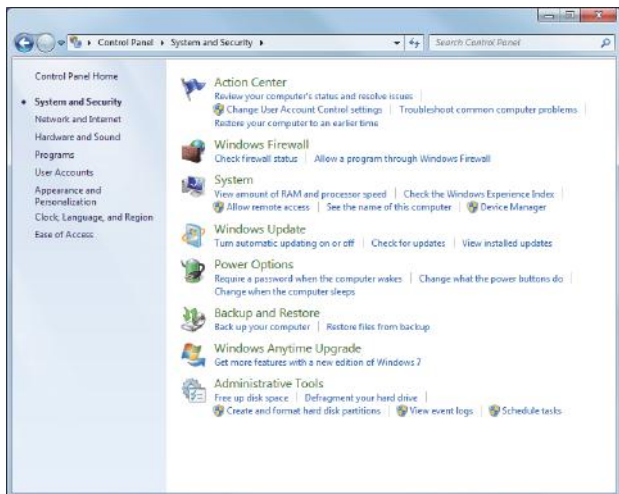 Control Panel ▸ System and Security ▸
Search Control Panel
Control Panel Home
System and Security
Network and Internet
Hardware and Sound
Programs
User Accounts
Appearance and
Personalization
Clock, Language, and Region
Ease of Access
Action Center
Review your computer's status and resolve issues
Change User Account Control settings | Troubleshoot common computer problems
Restore your computer to an earlier time
Windows Firewall
Check firewall status | Allow a program through Windows Firewall
System
View amount of RAM and processor speed | Check the Windows Experience Index
Allow remote access | See the name of this computer | Device Manager
Windows Update
Turn automatic updating on or off | Check for updates | View installed updates
Power Options
Require a password when the computer wakes | Change what the power buttons do
Change when the computer sleeps
Backup and Restore
Back up your computer | Restore files from backup
Windows Anytime Upgrade
Get more features with a new edition of Windows 7
Administrative Tools
Free up disk space | Defragment your hard drive
Create and format hard disk partitions | View event logs | Schedule tasks